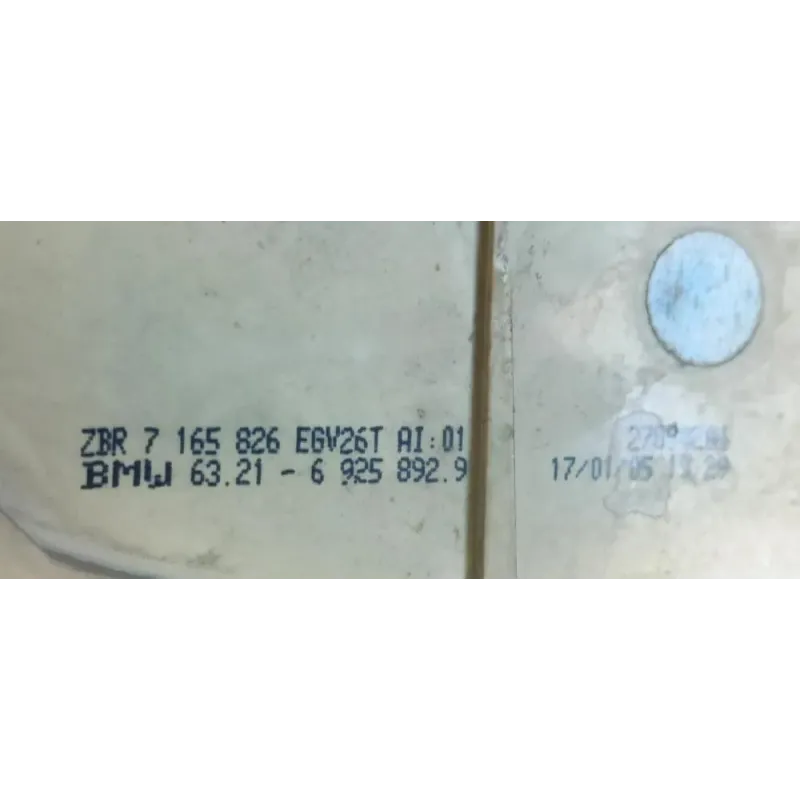 ZBR 7 165 826 EGV26T AI:01
BMW 63.21 - 6 925 892.9 17/01/05